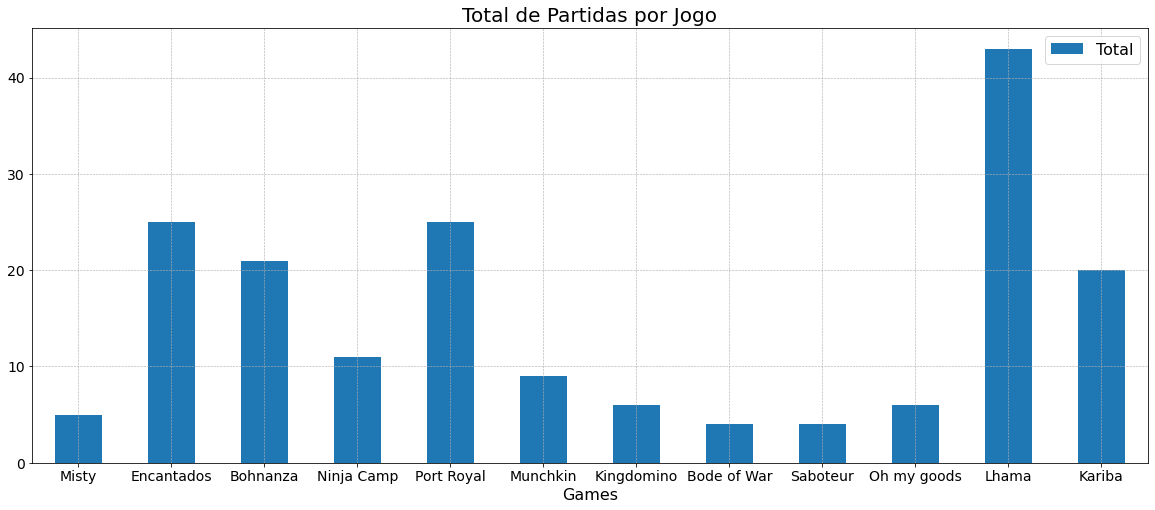 Total de Partidas por Jogo
Total
40
30
20
10
0
Misty Encantados Bohnanza Ninja Camp Port Royal Munchkin Kingdomino Bode of War Saboteur Oh my goods Lhama Kariba
Games